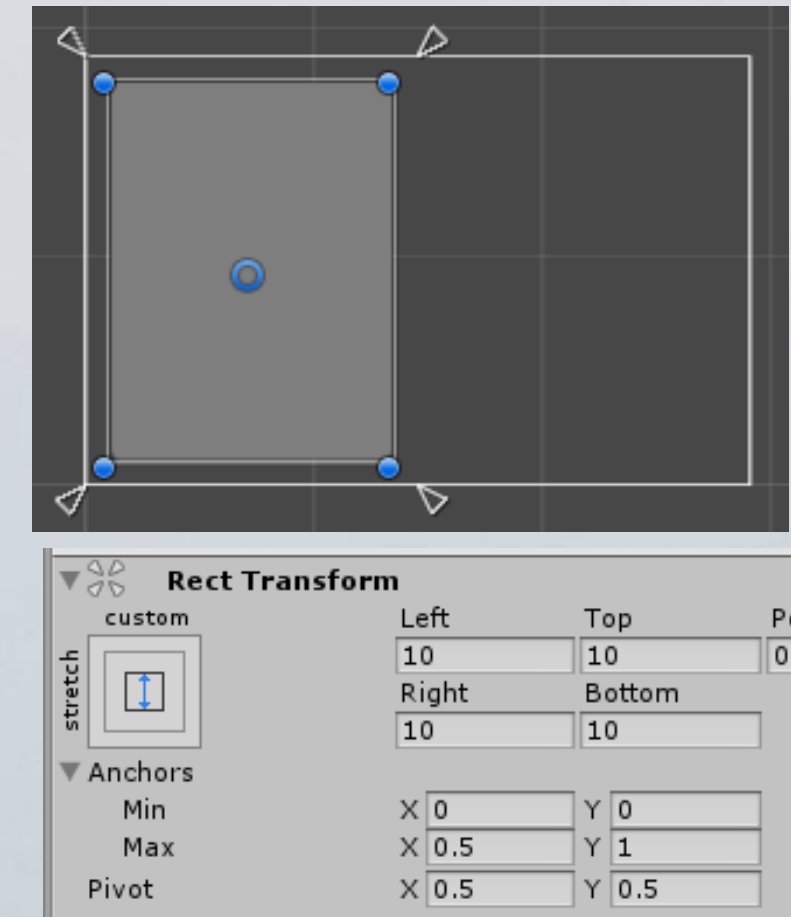 Rect Transform
custom
stretch
Left Top
10 10 0
Right Bottom
10 10
Anchors
Min X 0 Y 0
Max X 0.5 Y 1
Pivot X 0.5 Y 0.5